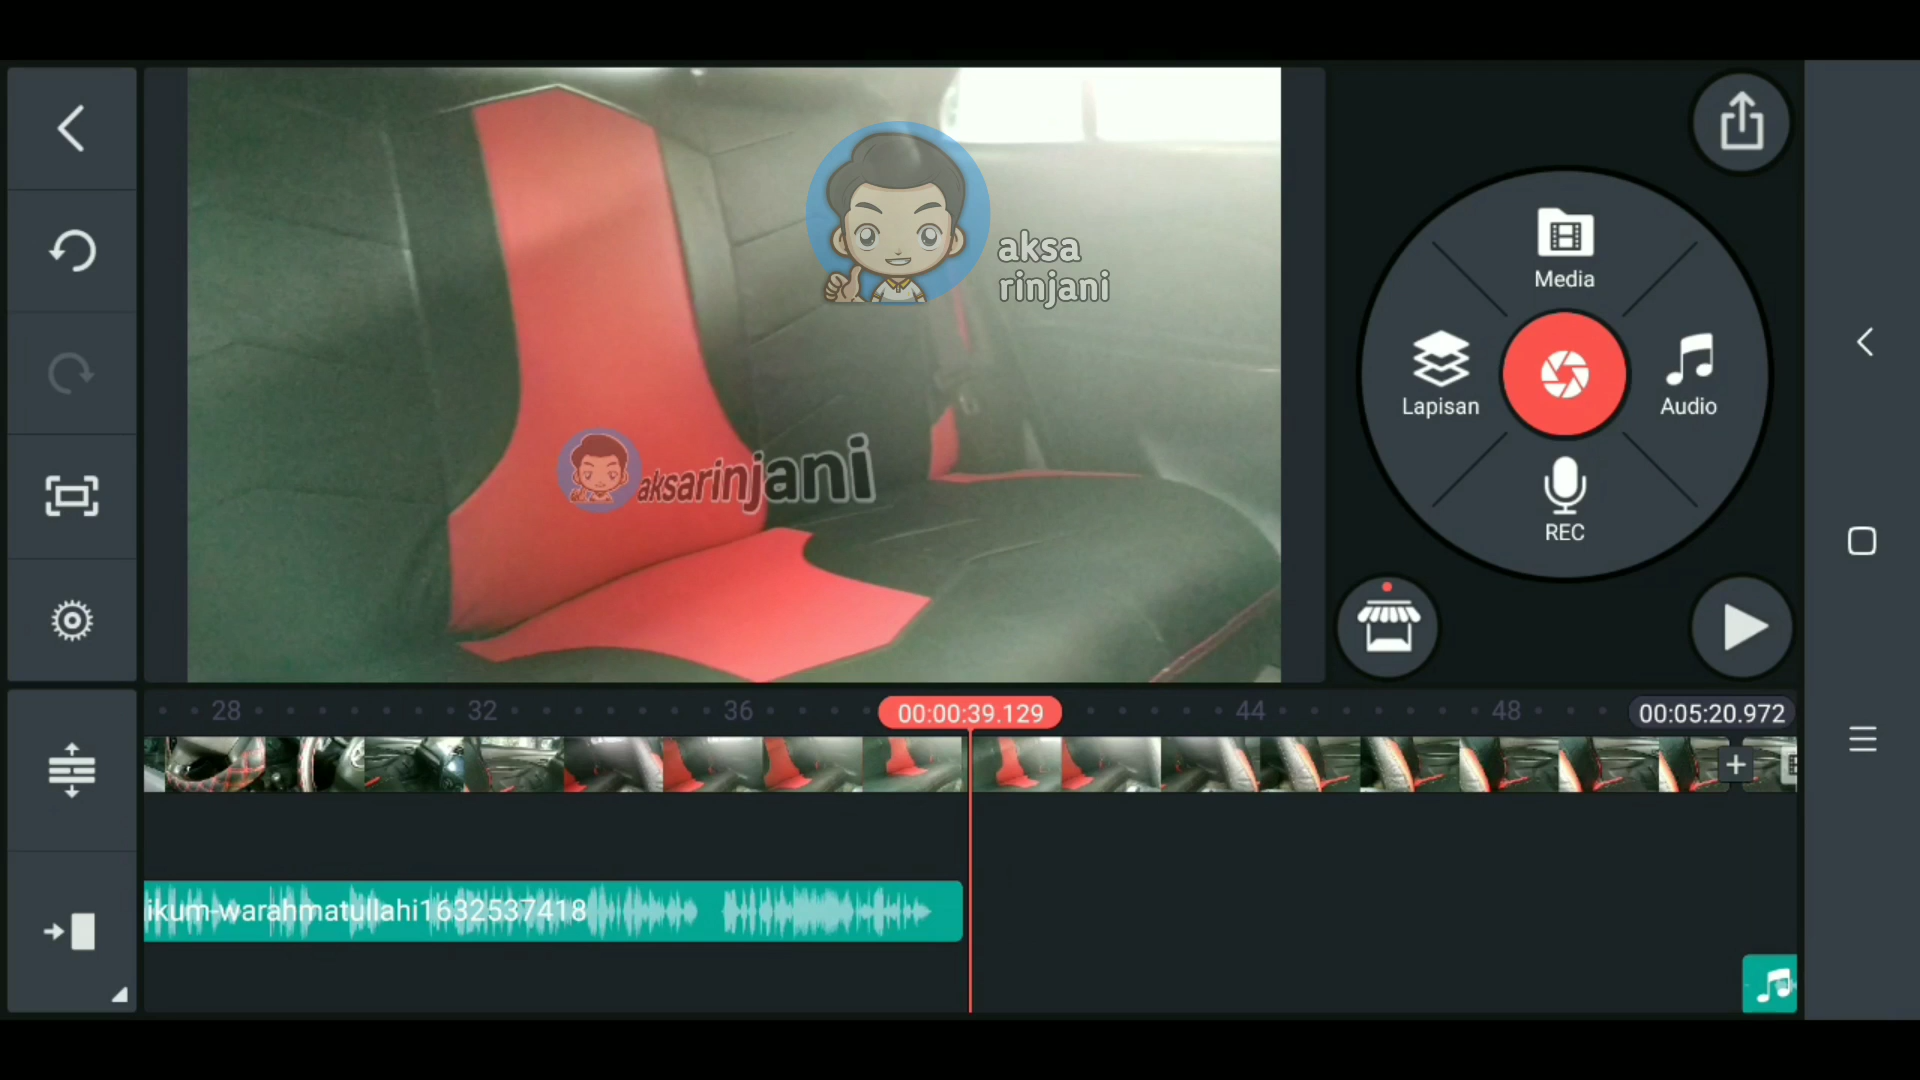 aksa
rinjani
Media
Lapisan
Audio
aksarinjani
REC
28
32
36
00:00:39.129
44
48
00:05:20.972
ikum-warahmatullahi1632537418